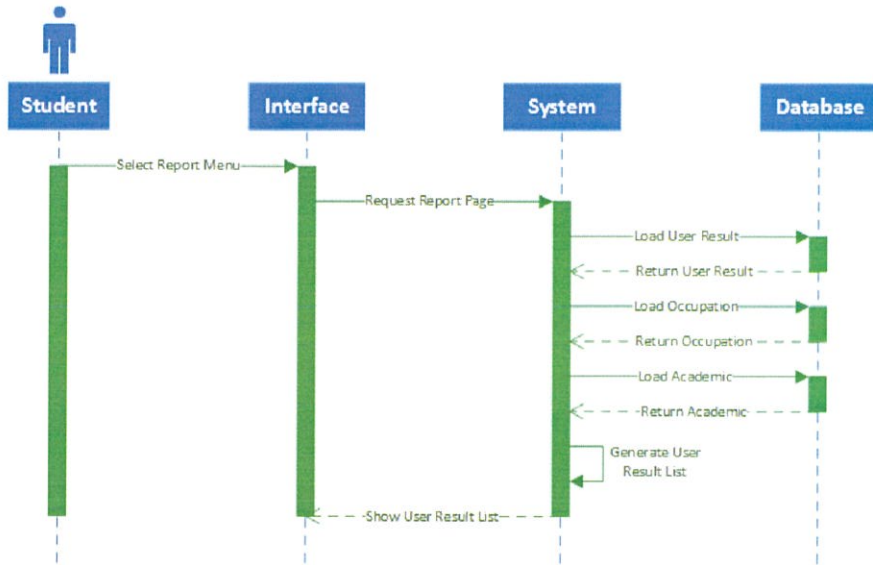 Student
Interface
System
Database
Select Report Menu
Request Report Page
Load User Result
Return User Result
Load Occupation
Return Occupation
Load Academic
Return Academic
Generate User
Result List
Show User Result List